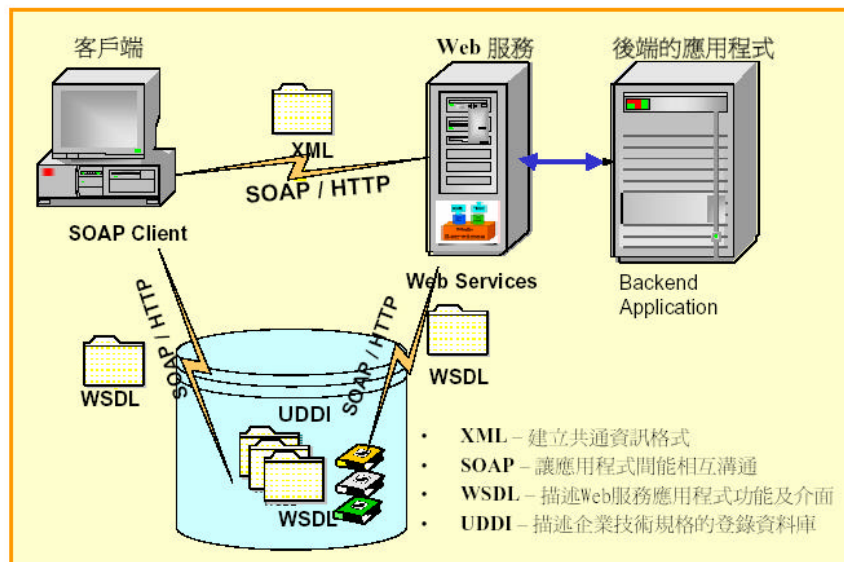 客戶端
Web 服務
後端的應用程式
XML
SOAP / HTTP
SOAP Client
Web Services
Backend
Application
SOAP / HTTP
SOAP / HTTP
WSDL
WSDL
UDDI
WSDL
• XML – 建立共通資訊格式
• SOAP – 讓應用程式間能相互溝通
• WSDL – 描述Web服務應用程式功能及介面
• UDDI – 描述企業技術規格的登錄資料庫